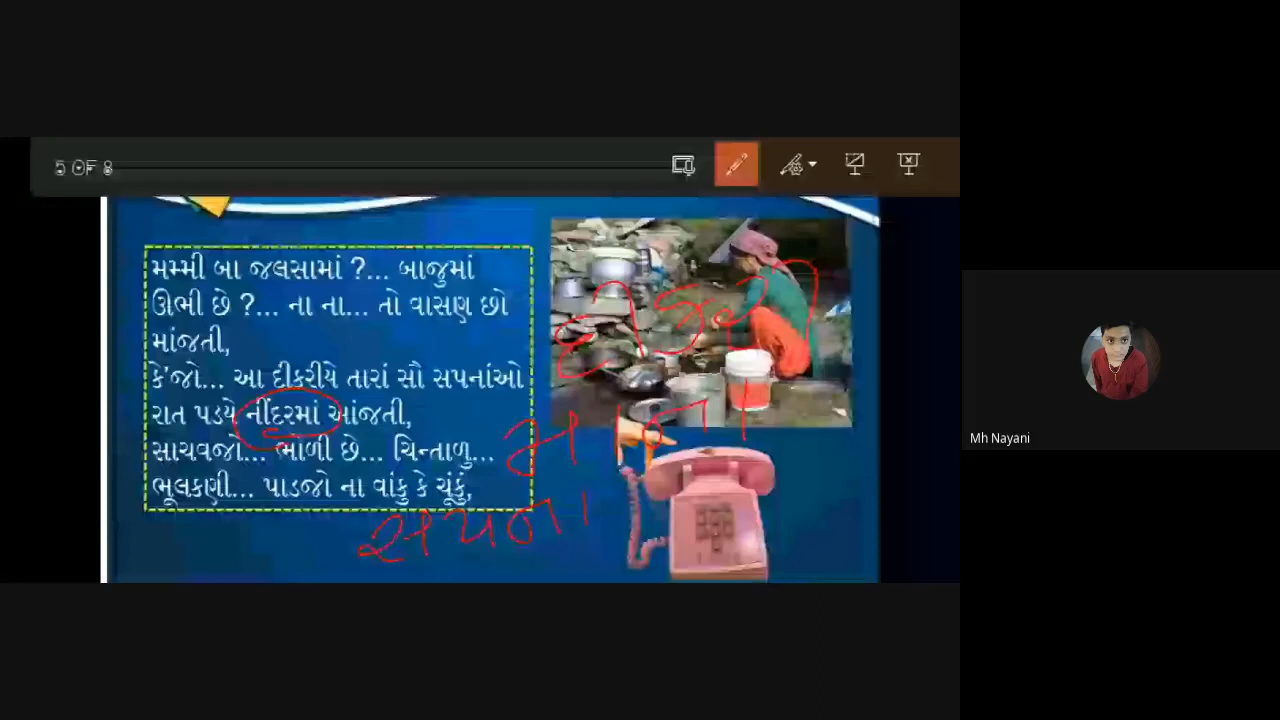 5 OF 8
મમ્મી બા જલસામાં ?... બાજુમાં
ઊભી છે ?... ના ના... તો વાસણ છો
માંજતી,
કે'જો... આ દીકરીયે તારાં સૌ સપનાંઓ
રાત પડયે નીંદરમાં આંજતી,
સાચવજો... ભોળી છે... ચિન્તાળુ...
ભૂલકણી... પાડજો ના વાંકુ કે ચૂંકું,
સપના
Mh Nayani